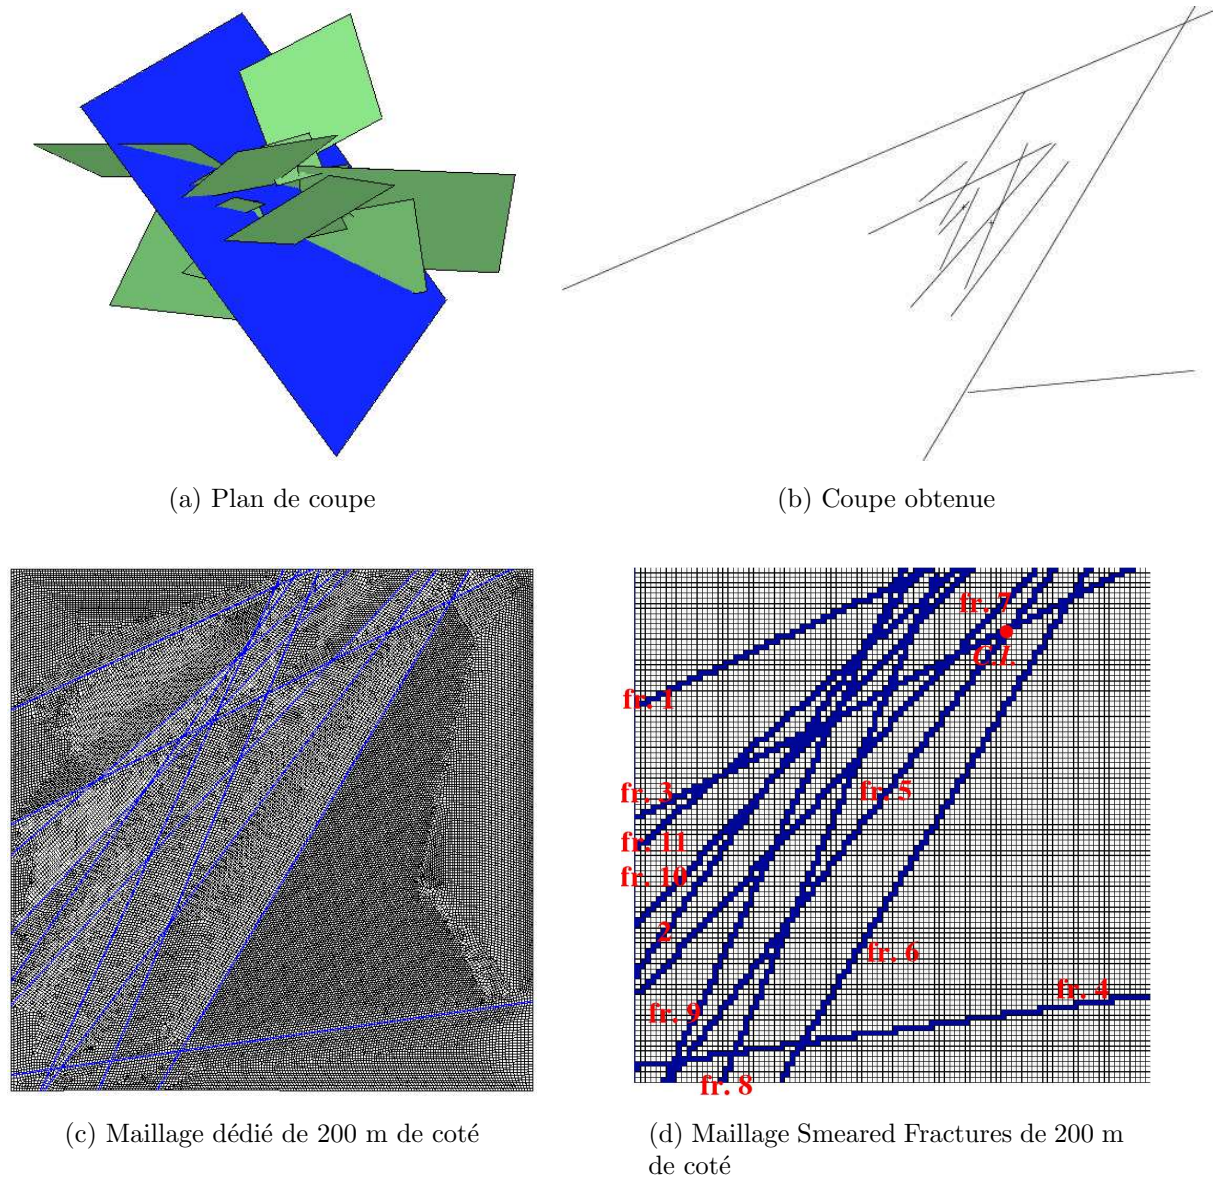 (a) Plan de coupe
(b) Coupe obtenue
fr. 7
C.I.
fr. 1
fr. 3
fr. 5
fr. 11
fr. 10
2
fr. 6
fr. 4
fr. 9
fr. 8
(c) Maillage dédié de 200 m de coté
(d) Maillage Smeared Fractures de 200 m
de coté